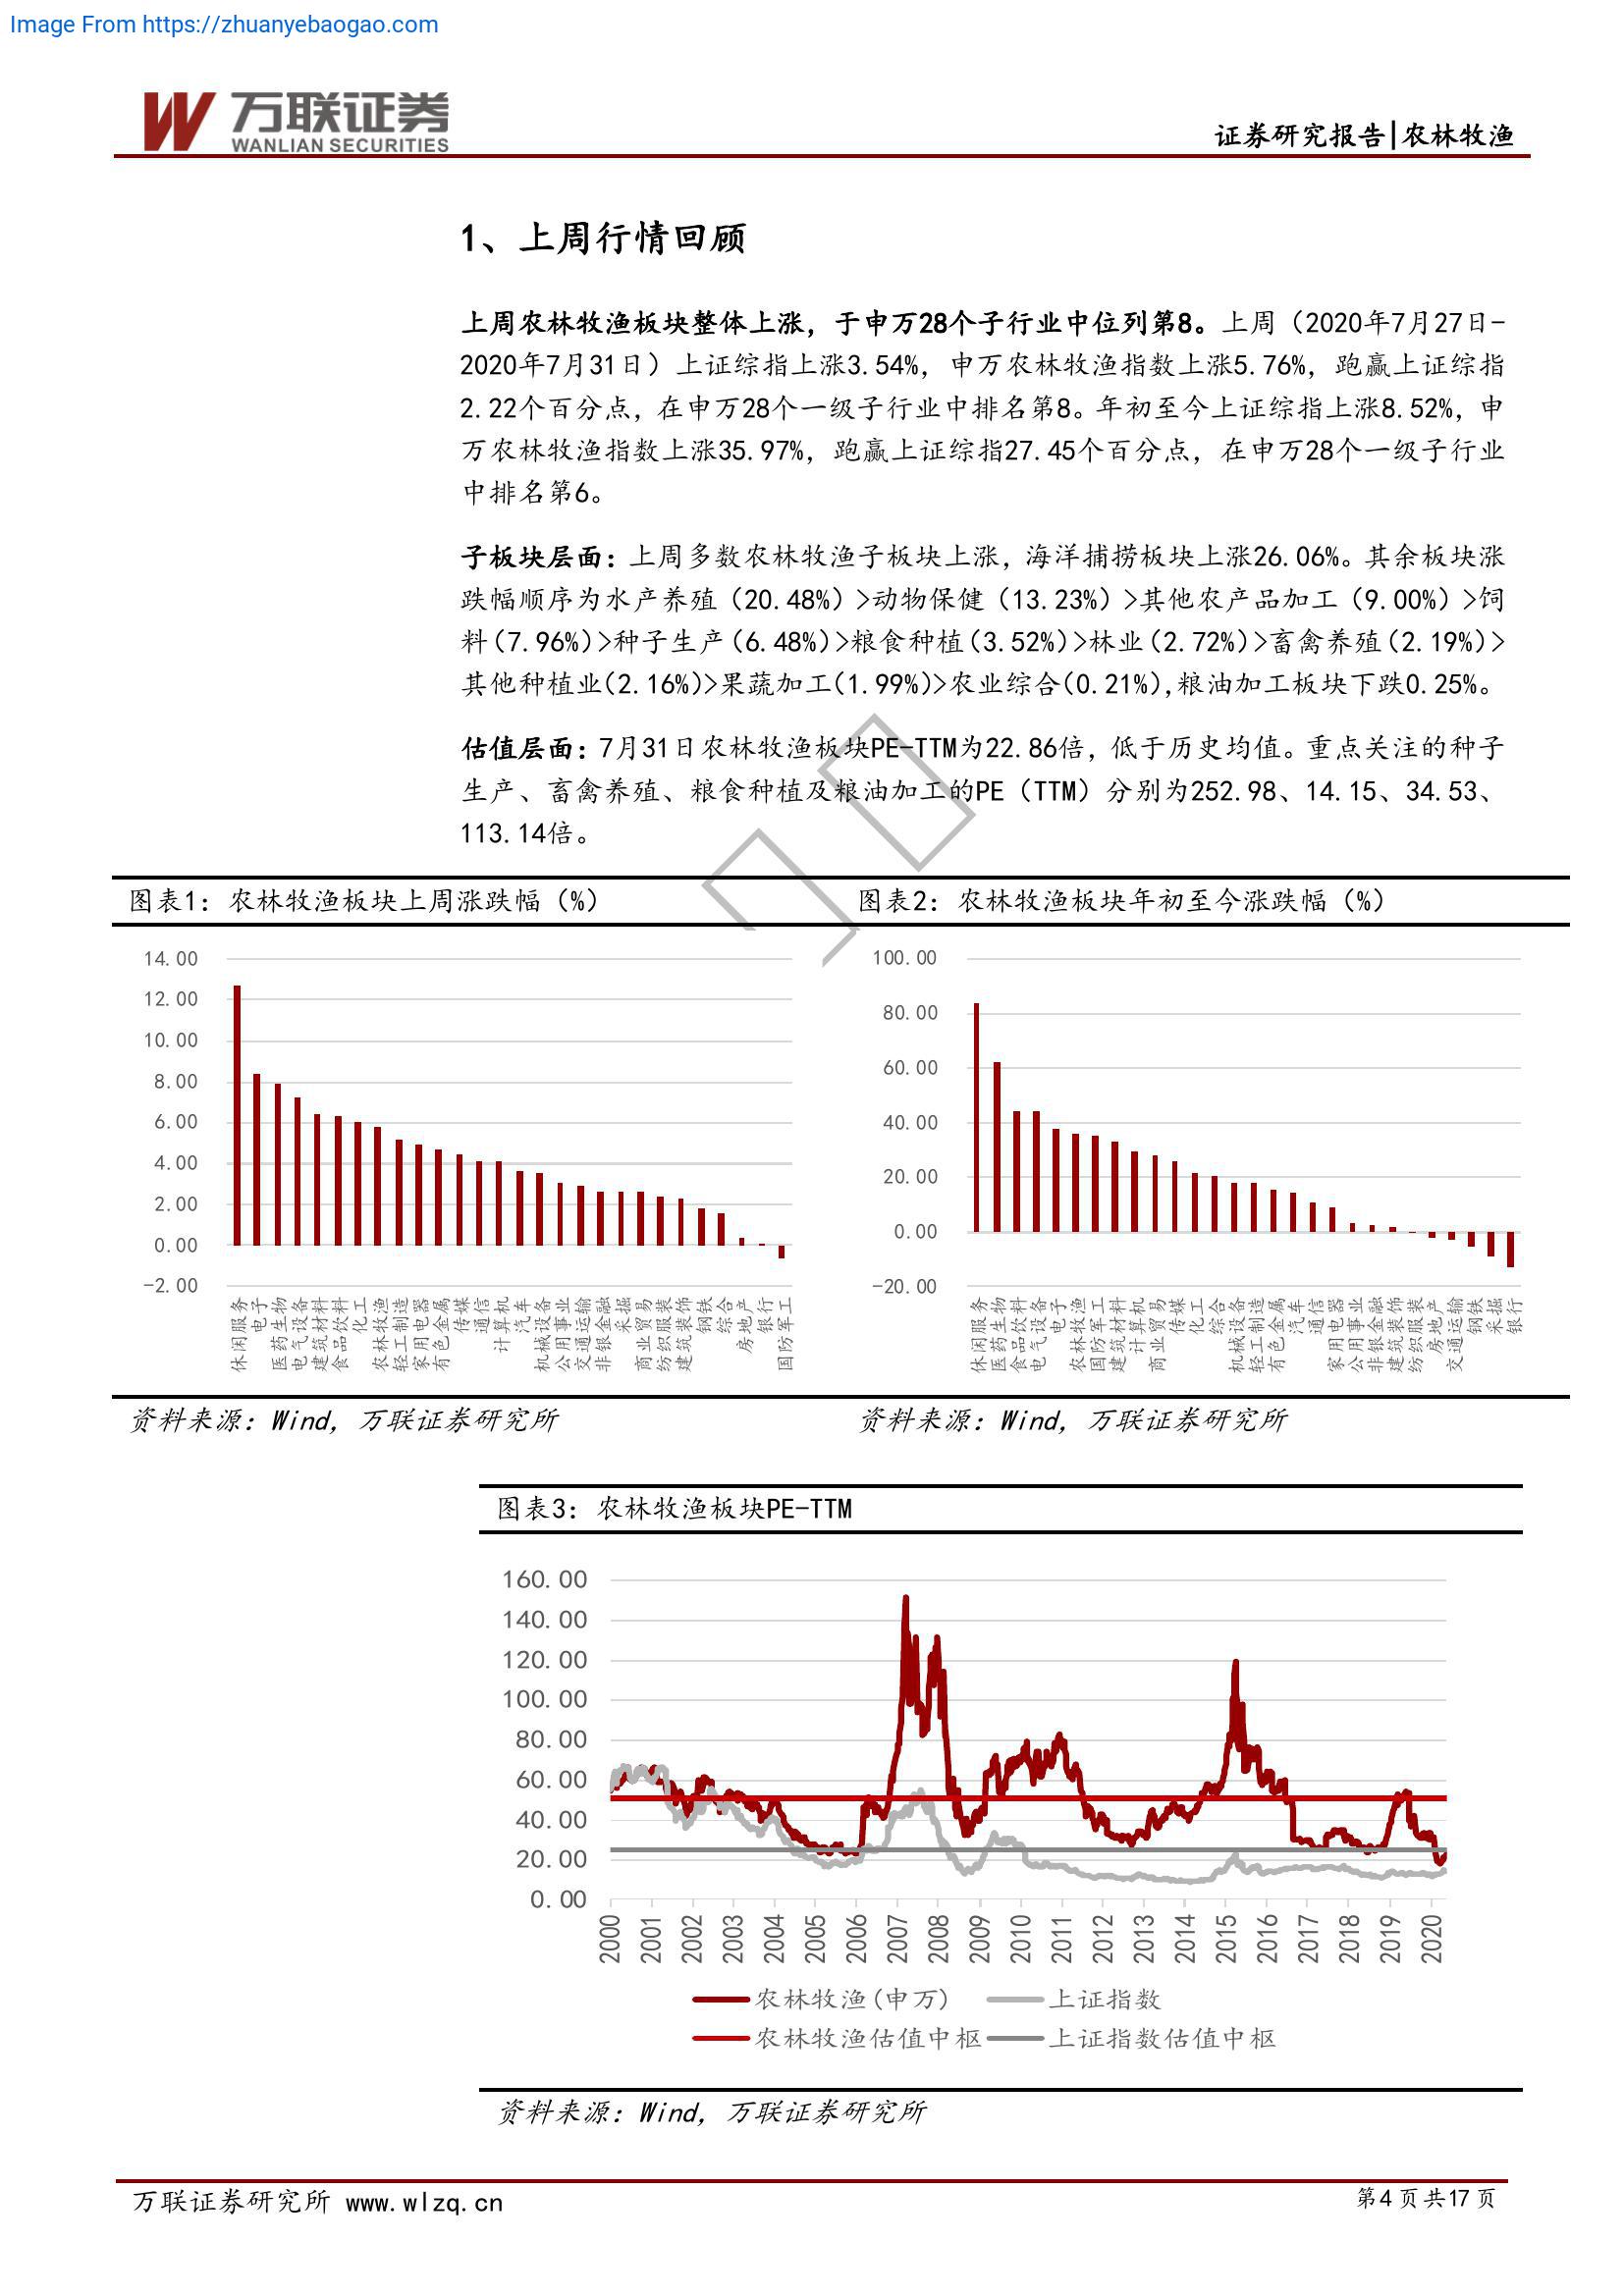 Image From https://zhuanyebaogao.com
万联证券
WANLIAN SECURITIES
证券研究报告|农林牧渔
1、上周行情回顾
上周农林牧渔板块整体上涨，于申万28个子行业中位列第8。上周（2020年7月27日-
2020年7月31日）上证综指上涨3.54%，申万农林牧渔指数上涨5.76%，跑赢上证综指
2.22个百分点，在申万28个一级子行业中排名第8。年初至今上证综指上涨8.52%，申
万农林牧渔指数上涨35.97%，跑赢上证综指27.45个百分点，在申万28个一级子行业
中排名第6。
子板块层面：上周多数农林牧渔子板块上涨，海洋捕捞板块上涨26.06%。其余板块涨
跌幅顺序为水产养殖（20.48%）>动物保健（13.23%）>其他农产品加工（9.00%）>饲
料(7.96%)>种子生产(6.48%)>粮食种植(3.52%)>林业(2.72%)>畜禽养殖(2.19%)>
其他种植业(2.16%)>果蔬加工(1.99%)>农业综合(0.21%),粮油加工板块下跌0.25%。
估值层面：7月31日农林牧渔板块PE-TTM为22.86倍，低于历史均值。重点关注的种子
生产、畜禽养殖、粮食种植及粮油加工的PE（TTM）分别为252.98、14.15、34.53、
113.14倍。
图表1：农林牧渔板块上周涨跌幅（%）
14.00
12.00
10.00
8.00
6.00
4.00
2.00
0.00
-2.00
休闲服务
电子
医药生物
电气设备
建筑材料
食品饮料
化工
农林牧渔
轻工制造
家用电器
有色金属
传媒
通信
计算机
汽车
机械设备
公用事业
交通运输
非银金融
采掘
商业贸易
纺织服装
建筑装饰
钢铁
综合
房地产
银行
国防军工
资料来源：Wind，万联证券研究所
图表2：农林牧渔板块年初至今涨跌幅（%）
100.00
80.00
60.00
40.00
20.00
0.00
-20.00
休闲服务
医药生物
食品饮料
电气设备
电子
农林牧渔
国防军工
建筑材料
计算机
商业贸易
传媒
化工
综合
机械设备
轻工制造
有色金属
汽车
通信
家用电器
公用事业
非银金融
建筑装饰
纺织服装
房地产
交通运输
钢铁
采掘
银行
资料来源：Wind，万联证券研究所
图表3：农林牧渔板块PE-TTM
160.00
140.00
120.00
100.00
80.00
60.00
40.00
20.00
0.00
2000
2001
2002
2003
2004
2005
2006
2007
2008
2009
2010
2011
2012
2013
2014
2015
2016
2017
2018
2019
2020
农林牧渔(申万)
上证指数
农林牧渔估值中枢
上证指数估值中枢
资料来源：Wind，万联证券研究所
万联证券研究所 www.wlzq.cn
第4页共17页